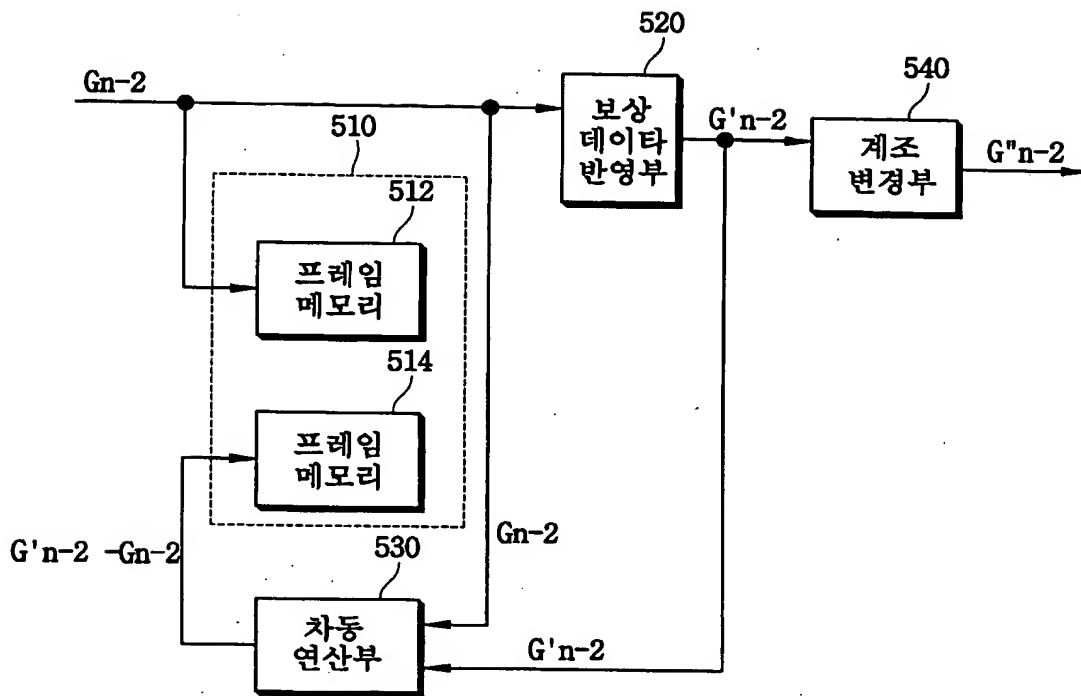 520
540
Gn-2
보상
데이타
반영부
G'n-2
계조
변경부
G"n-2
510
512
프레임
메모리
514
프레임
메모리
Gn-2
G'n-2 -Gn-2
530
차동
연산부
G'n-2